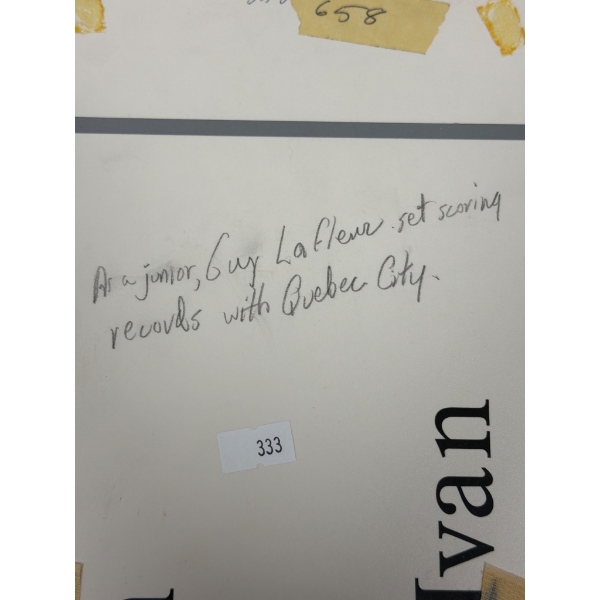 658
As a junior, Guy Lafleur set scoring
records with Quebec City.
333
Ivan